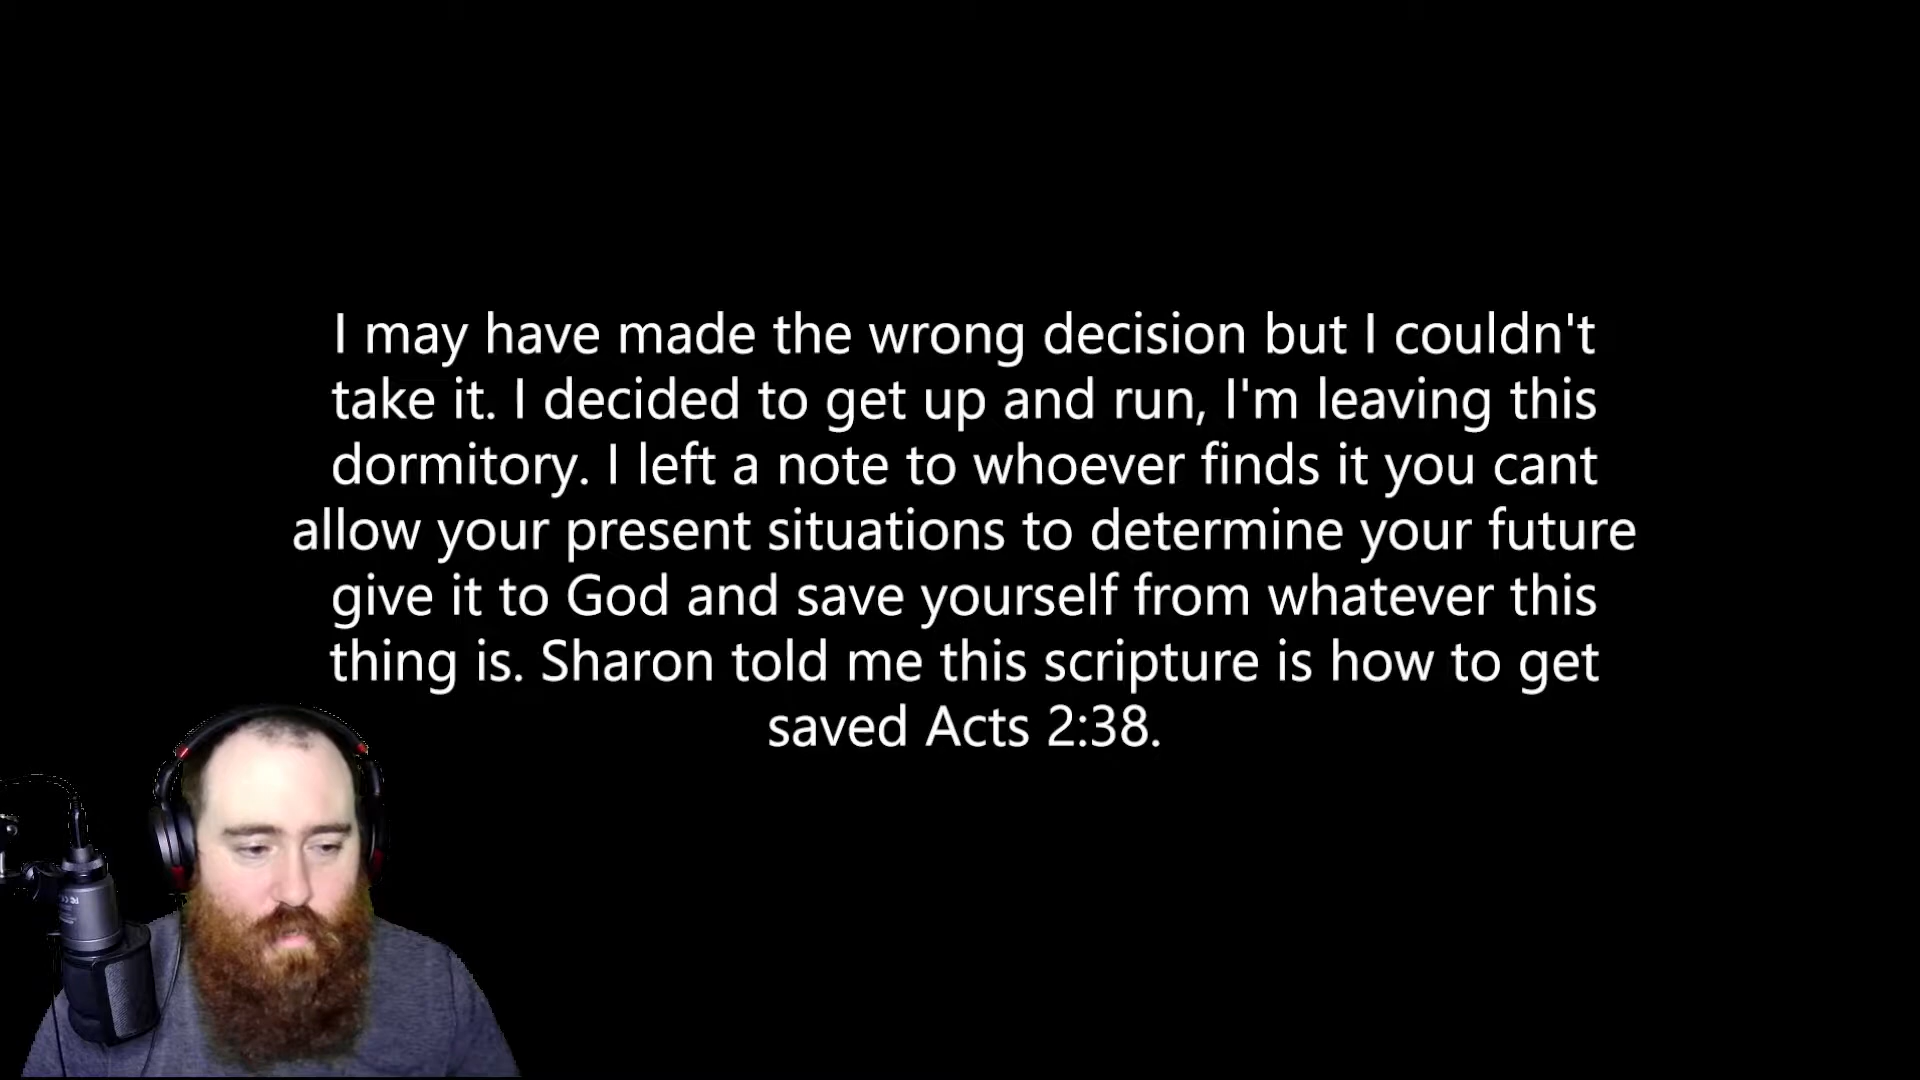 I may have made the wrong decision but I couldn't
take it. I decided to get up and run, I'm leaving this
dormitory. I left a note to whoever finds it you cant
allow your present situations to determine your future
give it to God and save yourself from whatever this
thing is. Sharon told me this scripture is how to get
saved Acts 2:38.